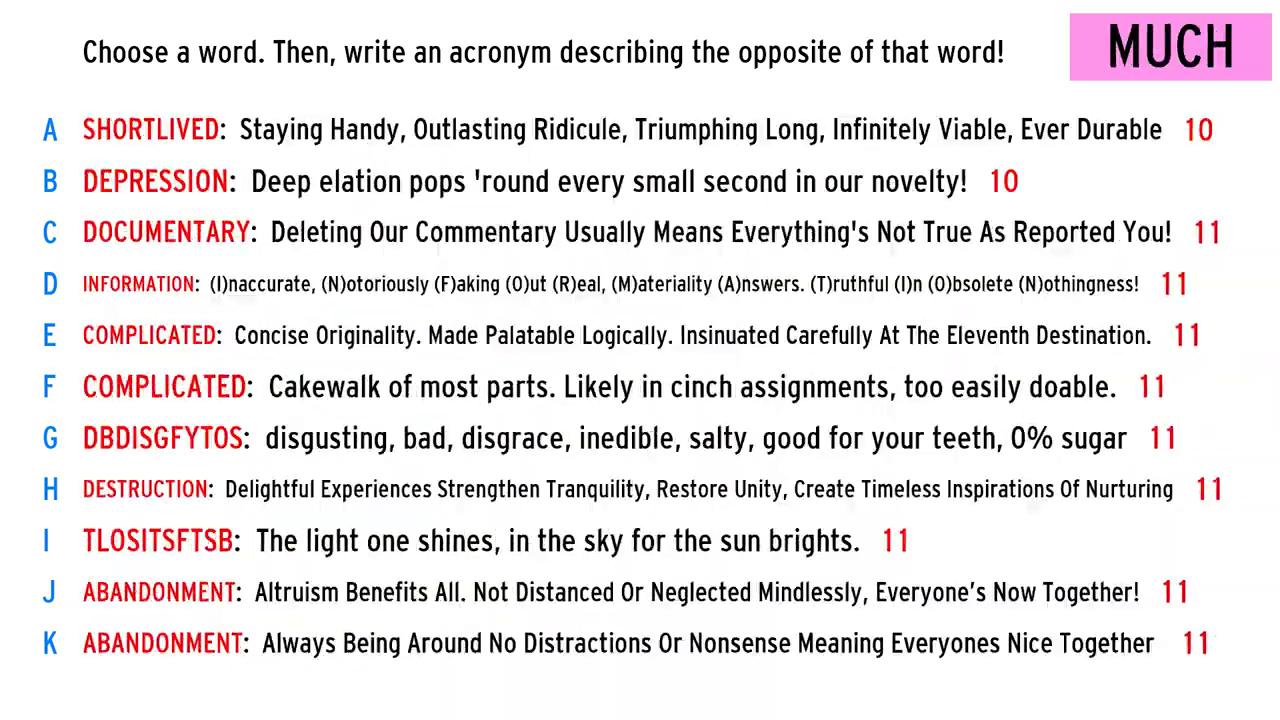 Choose a word. Then, write an acronym describing the opposite of that word! MUCH
A SHORTLIVED: Staying Handy, Outlasting Ridicule, Triumphing Long, Infinitely Viable, Ever Durable 10
B DEPRESSION: Deep elation pops 'round every small second in our novelty! 10
C DOCUMENTARY: Deleting Our Commentary Usually Means Everything's Not True As Reported You! 11
D INFORMATION: (I)naccurate, (N)otoriously (F)aking (O)ut (R)eal, (M)ateriality (A)nswers. (T)ruthful (I)n (O)bsolete (N)othingness! 11
E COMPLICATED: Concise Originality. Made Palatable Logically. Insinuated Carefully At The Eleventh Destination. 11
F COMPLICATED: Cakewalk of most parts. Likely in cinch assignments, too easily doable. 11
G DBDISGFYTOS: disgusting, bad, disgrace, inedible, salty, good for your teeth, 0% sugar 11
H DESTRUCTION: Delightful Experiences Strengthen Tranquility, Restore Unity, Create Timeless Inspirations Of Nurturing 11
I TLOSITSFTSB: The light one shines, in the sky for the sun brights. 11
J ABANDONMENT: Altruism Benefits All. Not Distanced Or Neglected Mindlessly, Everyone’s Now Together! 11
K ABANDONMENT: Always Being Around No Distractions Or Nonsense Meaning Everyones Nice Together 11